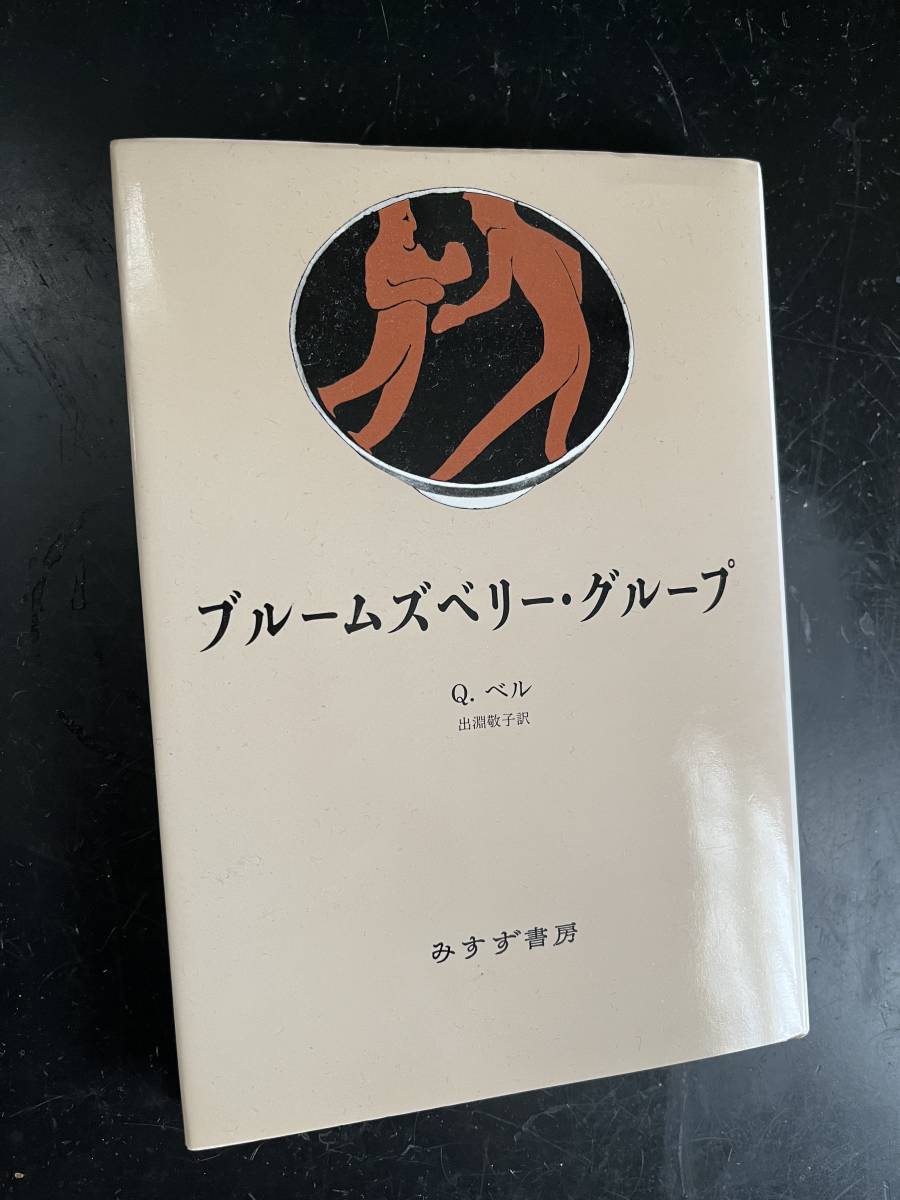 ブルームズベリー・グループ
Q. ベル
出淵敬子訳
みすず書房